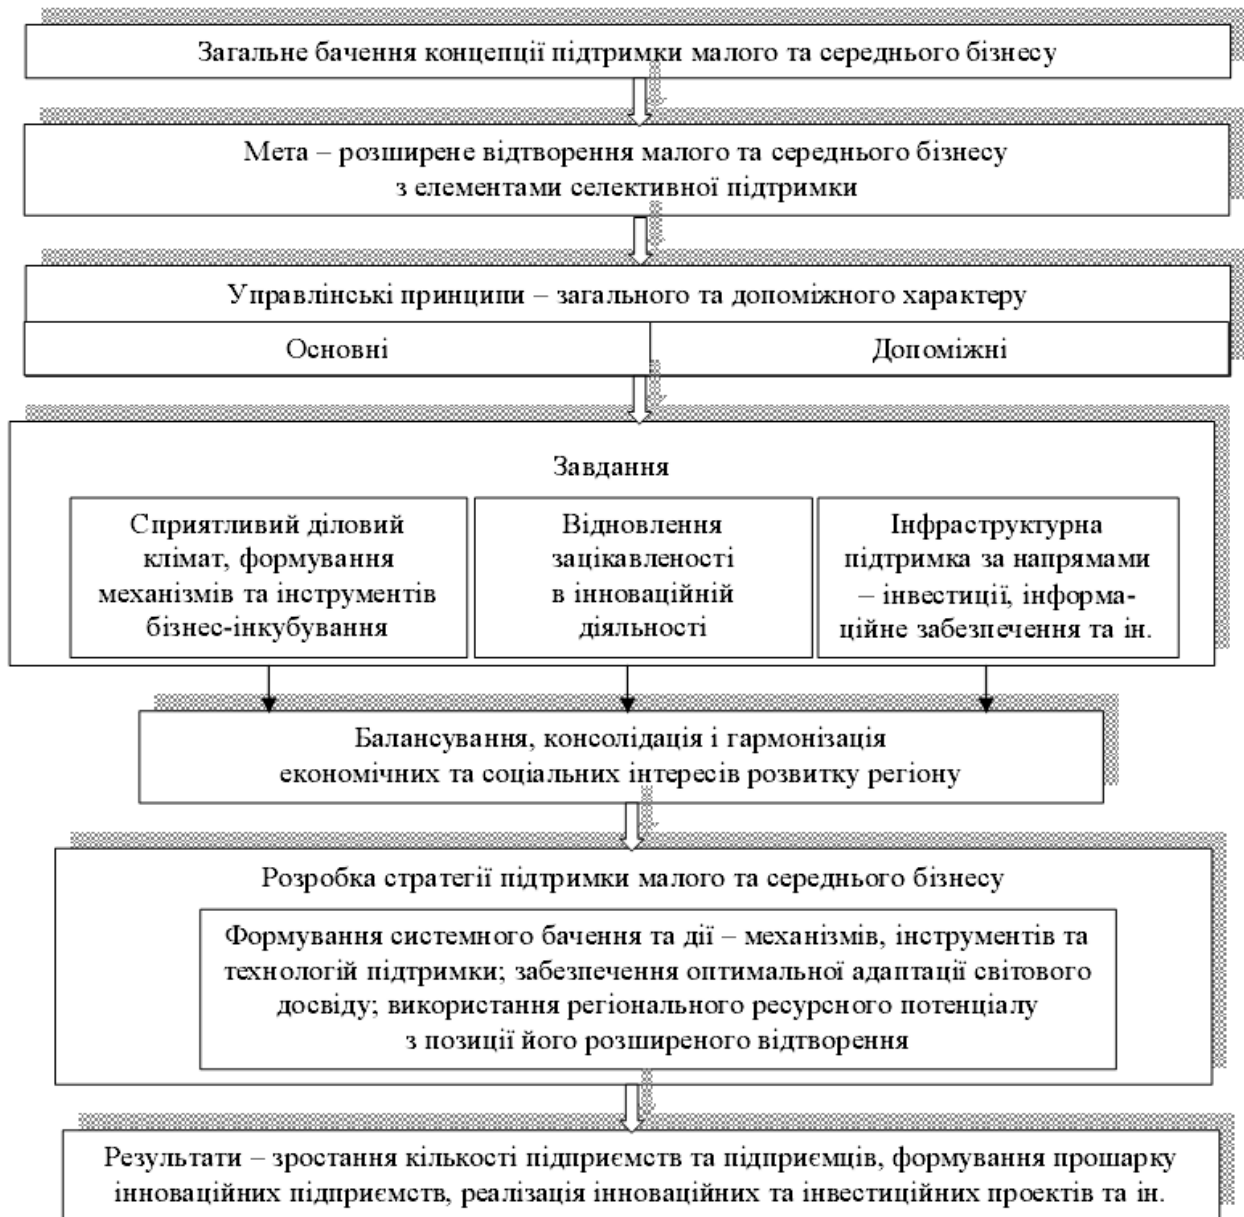 Загальне бачення концепції підтримки малого та середнього бізнесу
Мета – розширене відтворення малого та середнього бізнесу
з елементами селективної підтримки
Управлінські принципи – загального та допоміжного характеру
Основні
Допоміжні
Завдання
Сприятливий діловий
клімат, формування
механізмів та інструментів
бізнес-інкубування
Відновлення
зацікавленості
в інноваційній
діяльності
Інфраструктурна
підтримка за напрямами
– інвестиції, інформа-
ційне забезпечення та ін.
Балансування, консолідація і гармонізація
економічних та соціальних інтересів розвитку регіону
Розробка стратегії підтримки малого та середнього бізнесу
Формування системного бачення та дії – механізмів, інструментів та
технологій підтримки; забезпечення оптимальної адаптації світового
досвіду; використання регіонального ресурсного потенціалу
з позиції його розширеного відтворення
Результати – зростання кількості підприємств та підприємців, формування прошарку
інноваційних підприємств, реалізація інноваційних та інвестиційних проектів та ін.